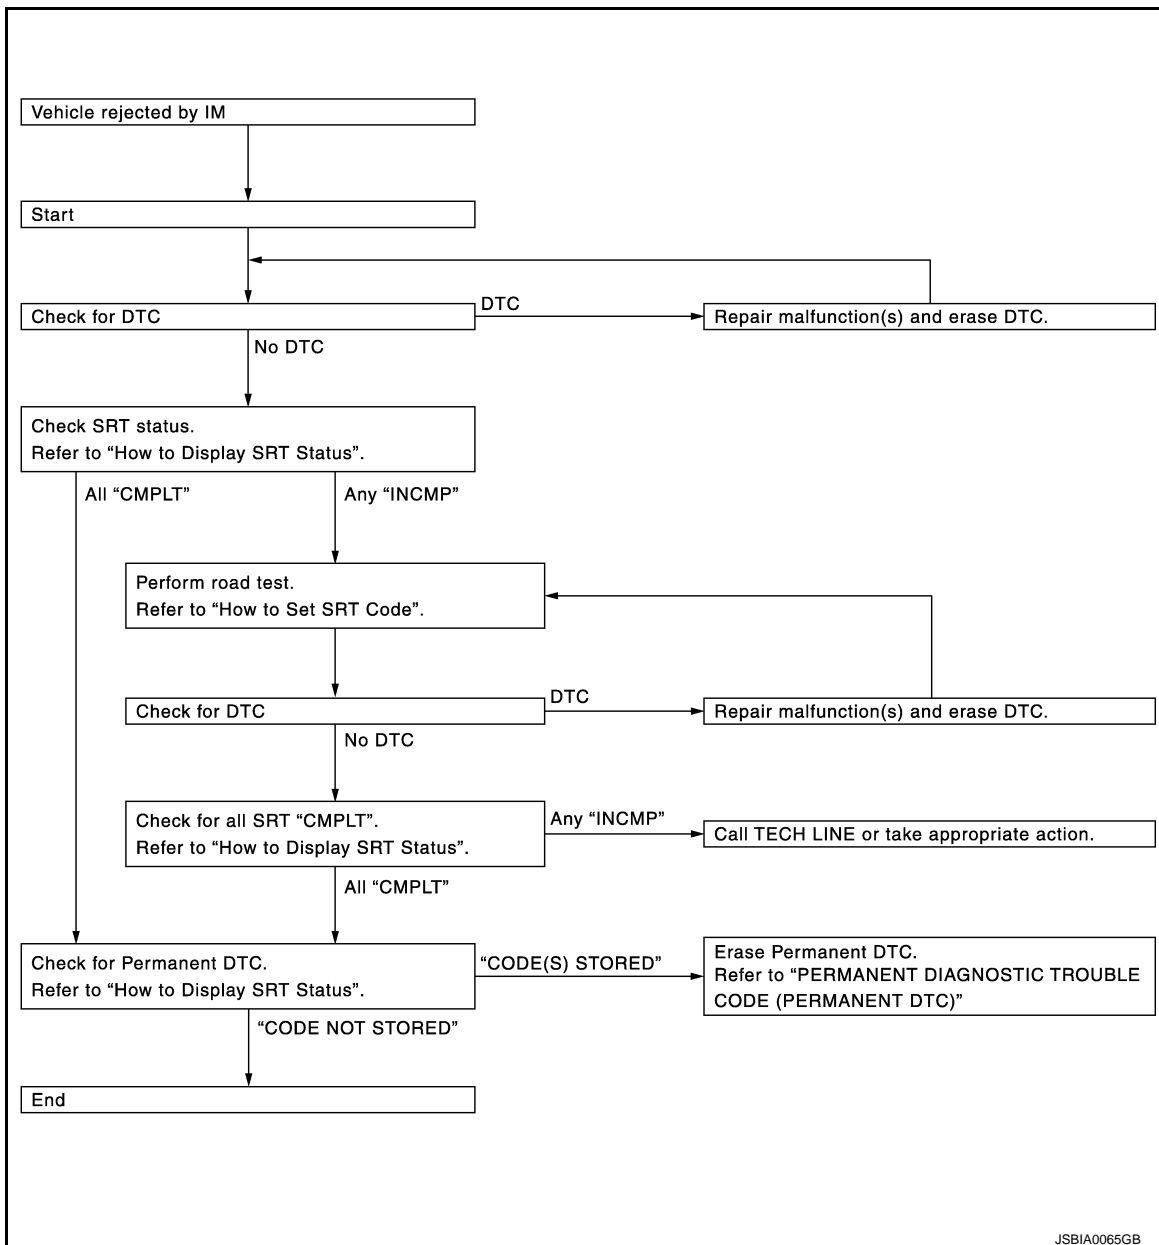 Vehicle rejected by IM
Start
Check for DTC
DTC
Repair malfunction(s) and erase DTC.
No DTC
Check SRT status.
Refer to “How to Display SRT Status”.
All “CMPLT”
Any “INCMP”
Perform road test.
Refer to “How to Set SRT Code”.
Check for DTC
DTC
Repair malfunction(s) and erase DTC.
No DTC
Check for all SRT “CMPLT”.
Refer to “How to Display SRT Status”.
Any “INCMP”
Call TECH LINE or take appropriate action.
All “CMPLT”
Check for Permanent DTC.
Refer to “How to Display SRT Status”.
“CODE(S) STORED”
Erase Permanent DTC.
Refer to “PERMANENT DIAGNOSTIC TROUBLE
CODE (PERMANENT DTC)”
“CODE NOT STORED”
End
JSBIA0065GB